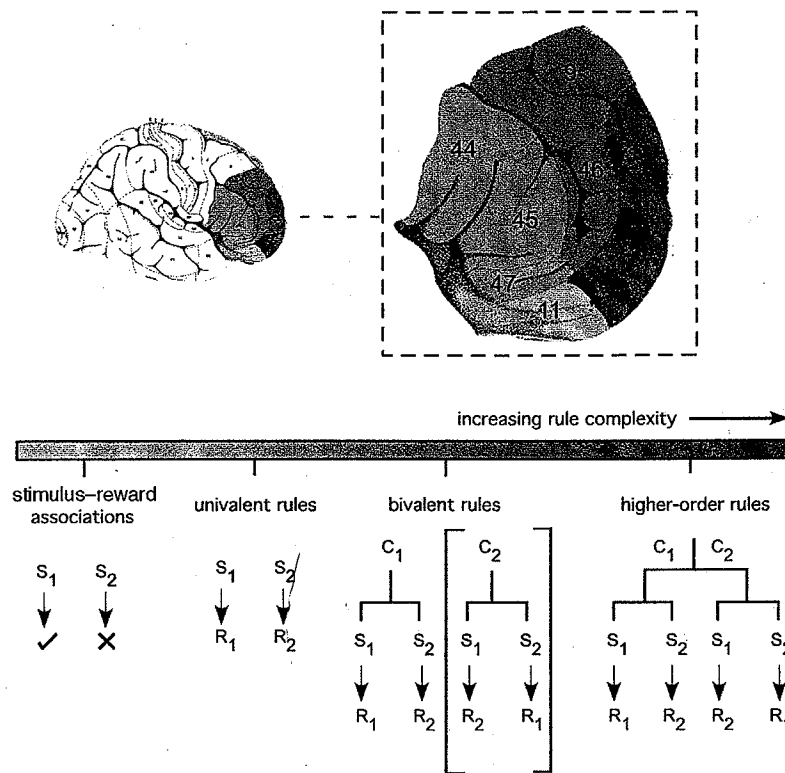 9
44
46
45
47
11
increasing rule complexity
stimulus–reward univalent rules bivalent rules higher-order rules
associations
C1 C2 C1 C2
S1 S2 S1 S2
S1 S2 S1 S2 S1 S2 S1
R1 R2
R1 R2 R2 R1 R1 R2 R2